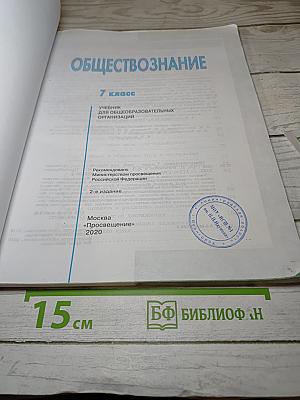 ОБЩЕСТВОЗНАНИЕ
7 класс
УЧЕБНИК
ДЛЯ ОБЩЕОБРАЗОВАТЕЛЬНЫХ
ОРГАНИЗАЦИЙ
Рекомендовано
Министерством просвещения
Российской Федерации
2-е издание
Москва
«Просвещение»
2020
15 см
БФ БИБЛИОФ Н